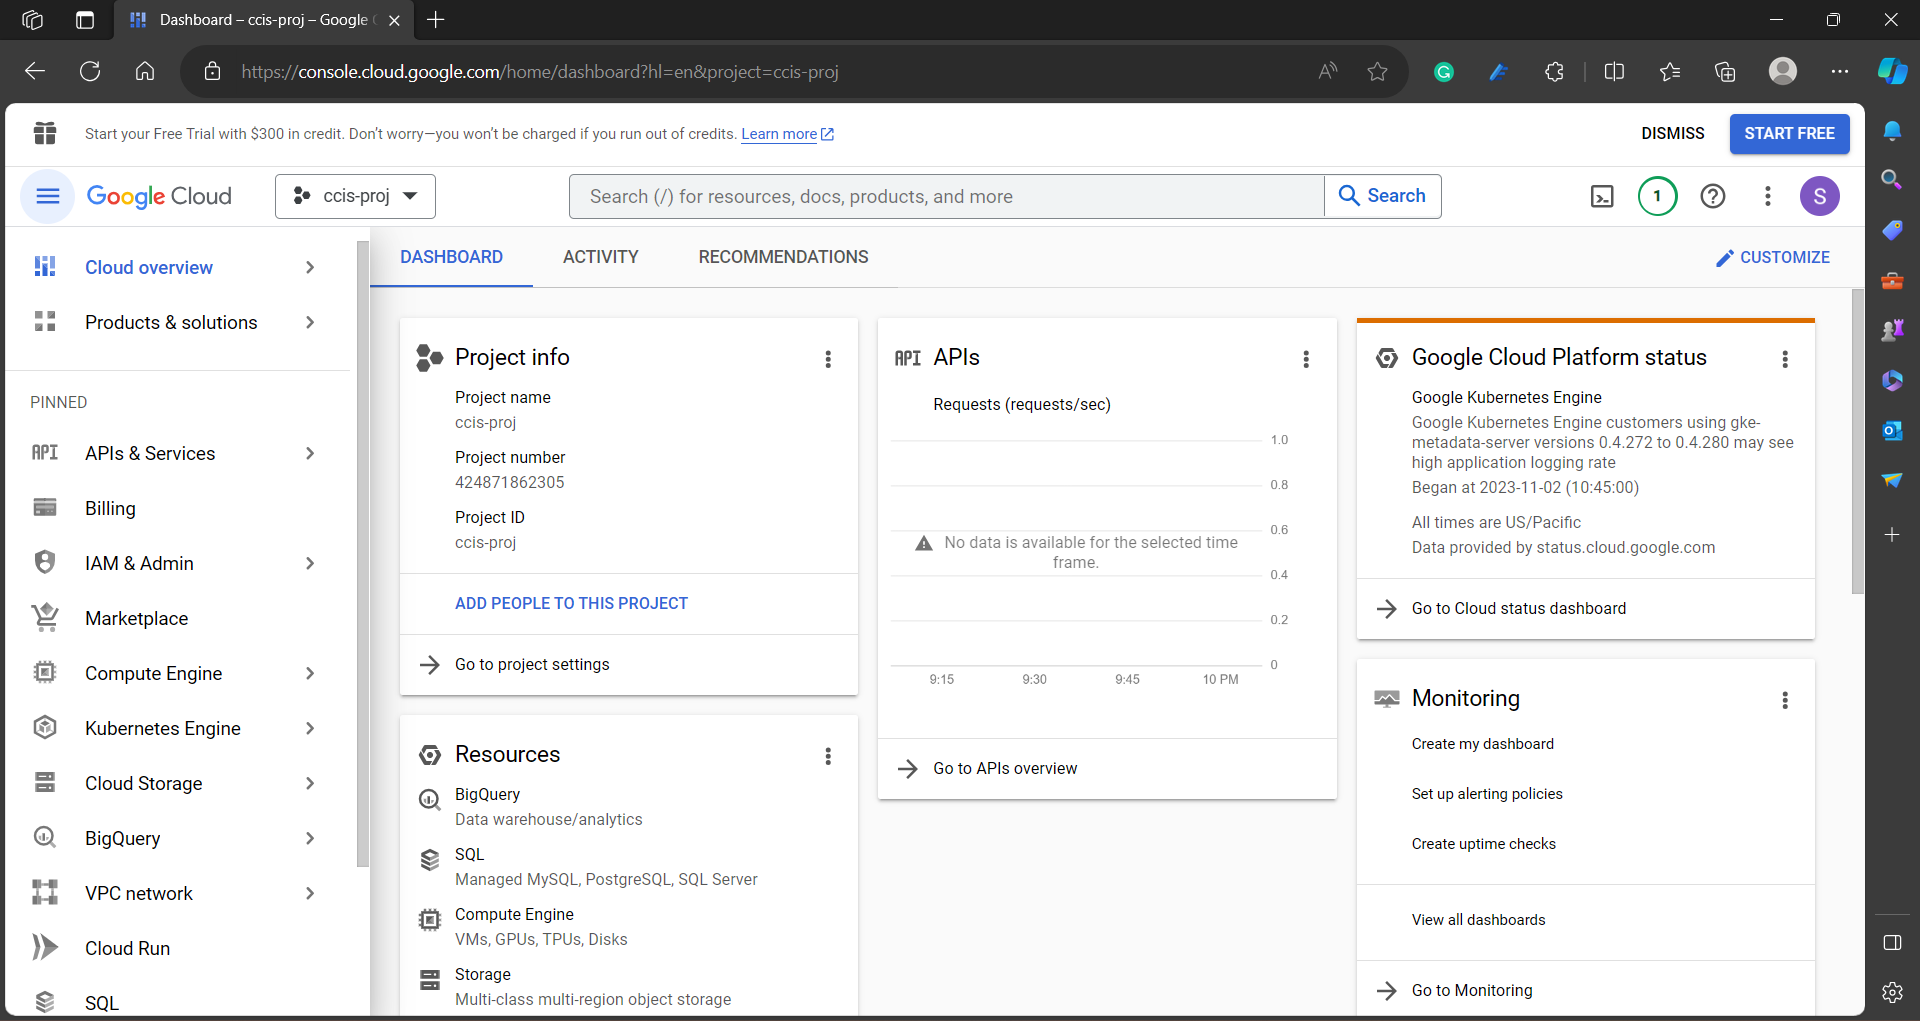 Dashboard – ccis-proj – Google C
https://console.cloud.google.com/home/dashboard?hl=en&project=ccis-proj
Start your Free Trial with $300 in credit. Don't worry—you won't be charged if you run out of credits. Learn more
DISMISS
START FREE
Google Cloud
ccis-proj
Search (/) for resources, docs, products, and more
Search
1
S
Cloud overview
Products & solutions
PINNED
API APIs & Services
Billing
IAM & Admin
Marketplace
Compute Engine
Kubernetes Engine
Cloud Storage
BigQuery
VPC network
Cloud Run
SQL
DASHBOARD
ACTIVITY
RECOMMENDATIONS
CUSTOMIZE
Project info
Project name
ccis-proj
Project number
424871862305
Project ID
ccis-proj
ADD PEOPLE TO THIS PROJECT
Go to project settings
Resources
BigQuery
Data warehouse/analytics
SQL
Managed MySQL, PostgreSQL, SQL Server
Compute Engine
VMs, GPUs, TPUs, Disks
Storage
Multi-class multi-region object storage
API APIs
Requests (requests/sec)
1.0
0.8
0.6
No data is available for the selected time
frame.
0.4
0.2
0
9:15
9:30
9:45
10 PM
Go to APIs overview
Google Cloud Platform status
Google Kubernetes Engine
Google Kubernetes Engine customers using gke-
metadata-server versions 0.4.272 to 0.4.280 may see
high application logging rate
Began at 2023-11-02 (10:45:00)
All times are US/Pacific
Data provided by status.cloud.google.com
Go to Cloud status dashboard
Monitoring
Create my dashboard
Set up alerting policies
Create uptime checks
View all dashboards
Go to Monitoring